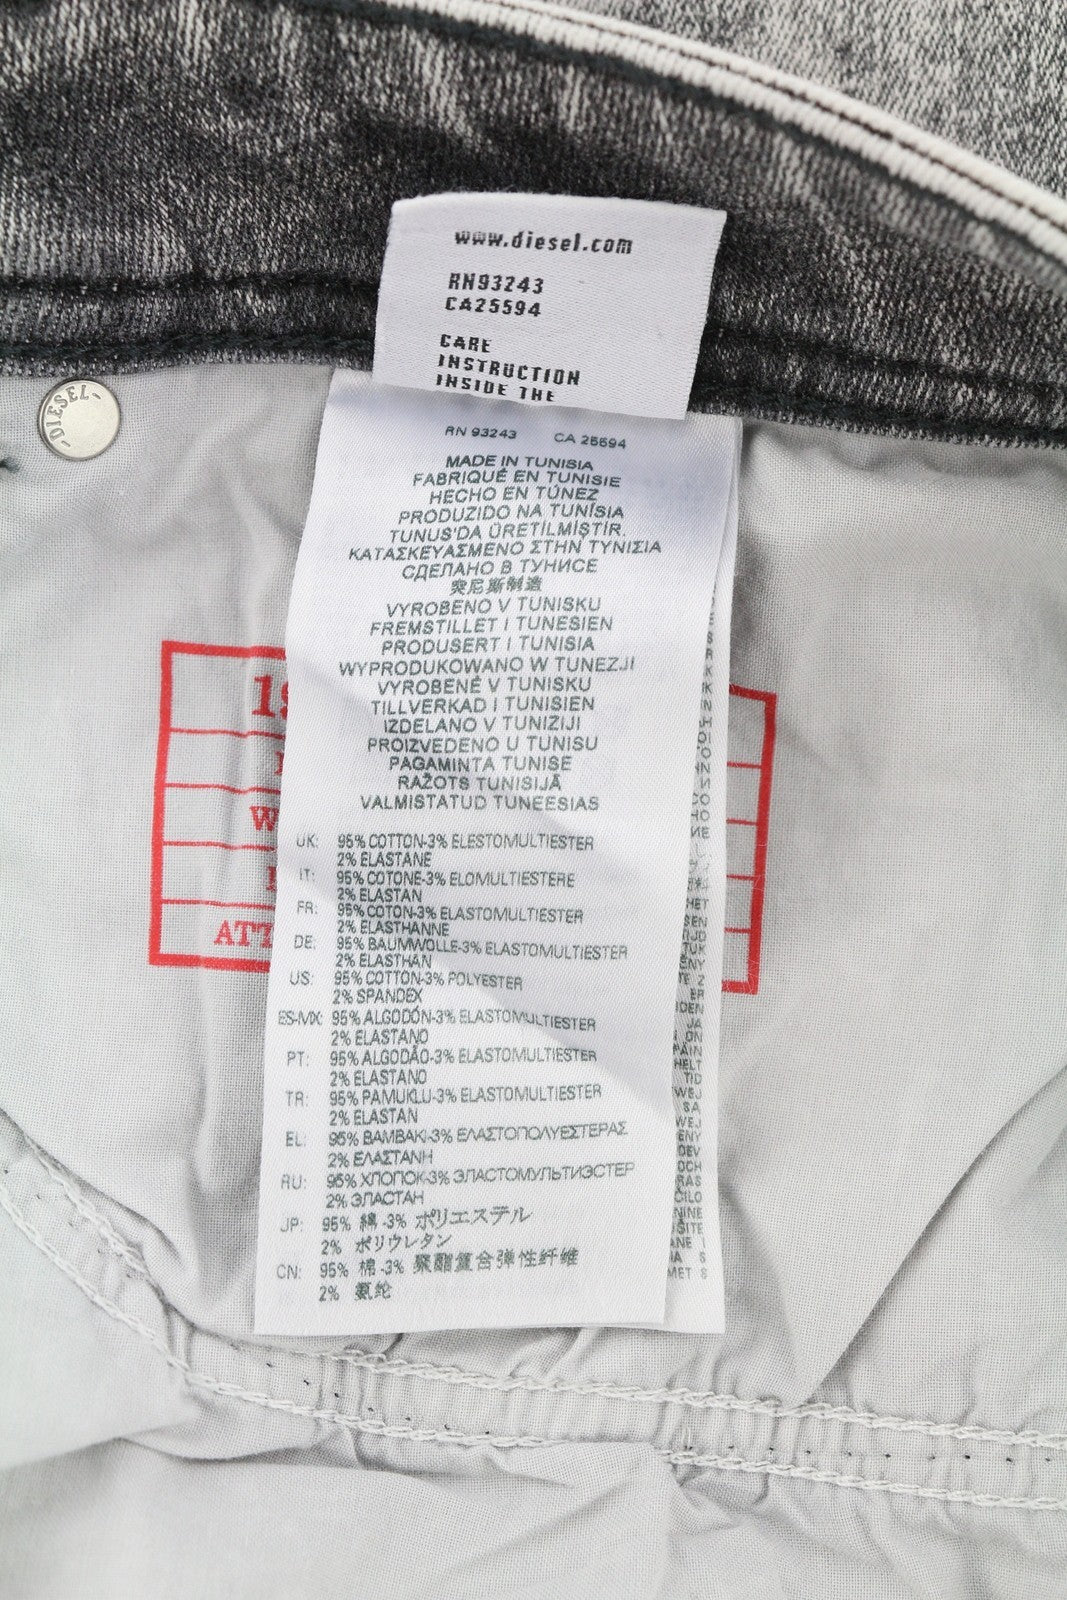 www.diesel.com
RN93243
CA25594
CARE
INSTRUCTION
INSIDE THE
-DIESEL-
RN 93243 CA 25594
MADE IN TUNISIA
FABRIQUÉ EN TUNISIE
HECHO EN TÚNEZ
PRODUZIDO NA TUNÍSIA
TUNUS'DA ÜRETİLMİŞTİR.
ΚΑΤΑΣΚΕΥΑΣΜΕΝΟ ΣΤΗΝ ΤΥΝΙΣΙΑ
СДЕЛАНО В ТУНИСЕ
突尼斯制造
VYROBENO V TUNISKU
FREMSTILLET I TUNESIEN
PRODUSERT I TUNISIA
WYPRODUKOWANO W TUNEZJI
VYROBENÉ V TUNISKU
TILLVERKAD I TUNISIEN
IZDELANO V TUNIZIJI
PROIZVEDENO U TUNISU
PAGAMINTA TUNISE
RAŽOTS TUNISIJĀ
VALMISTATUD TUNEESIAS
UK: 95% COTTON-3% ELESTOMULTIESTER
2% ELASTANE
IT: 95% COTONE-3% ELOMULTIESTERE
2% ELASTAN
FR: 95% COTON-3% ELASTOMULTIESTER
2% ELASTHANNE
DE: 95% BAUMWOLLE-3% ELASTOMULTIESTER
2% ELASTHAN
US: 95% COTTON-3% POLYESTER
2% SPANDEX
ES-MX: 95% ALGODÓN-3% ELASTOMULTIESTER
2% ELASTANO
PT: 95% ALGODÃO-3% ELASTOMULTIESTER
2% ELASTANO
TR: 95% PAMUKLU-3% ELASTOMULTIESTER
2% ELASTAN
EL: 95% ΒΑΜΒΑΚΙ-3% ΕΛΑΣΤΟΠΟΛΥΕΣΤΕΡΑΣ
2% ΕΛΑΣΤΑΝΗ
RU: 95% ХЛОПОК-3% ЭЛАСТОМУЛЬТИЭСТЕР
2% ЭЛАСТАН
JP: 95% 綿 -3% ポリエステル
2% ポリウレタン
CN: 95% 棉 -3% 聚酯复合弹性纤维
2% 氨纶